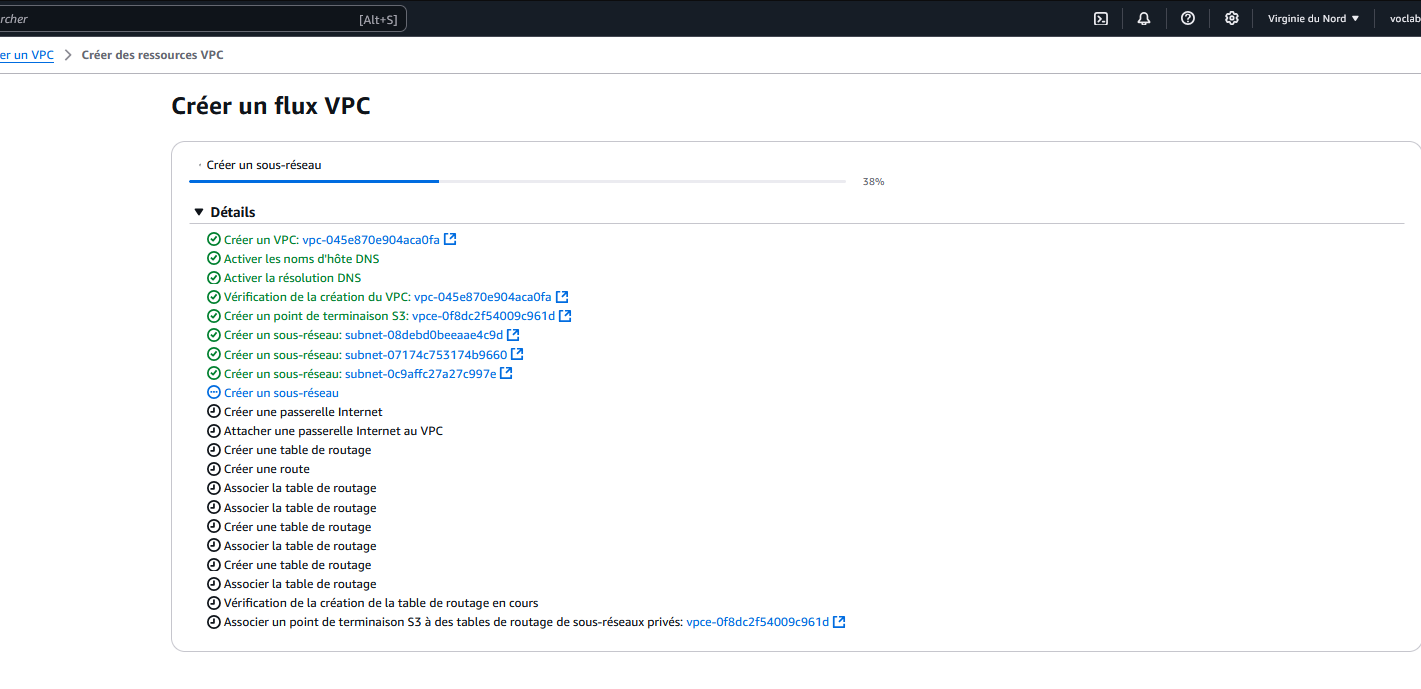 rcher [Alt+S] Virginie du Nord ▼ voclab
er un VPC > Créer des ressources VPC
Créer un flux VPC
Créer un sous-réseau
38%
▼ Détails
Créer un VPC: vpc-045e870e904aca0fa
Activer les noms d'hôte DNS
Activer la résolution DNS
Vérification de la création du VPC: vpc-045e870e904aca0fa
Créer un point de terminaison S3: vpce-0f8dc2f54009c961d
Créer un sous-réseau: subnet-08debd0beeaae4c9d
Créer un sous-réseau: subnet-07174c753174b9660
Créer un sous-réseau: subnet-0c9affc27a27c997e
Créer un sous-réseau
Créer une passerelle Internet
Attacher une passerelle Internet au VPC
Créer une table de routage
Créer une route
Associer la table de routage
Associer la table de routage
Créer une table de routage
Associer la table de routage
Créer une table de routage
Associer la table de routage
Vérification de la création de la table de routage en cours
Associer un point de terminaison S3 à des tables de routage de sous-réseaux privés: vpce-0f8dc2f54009c961d